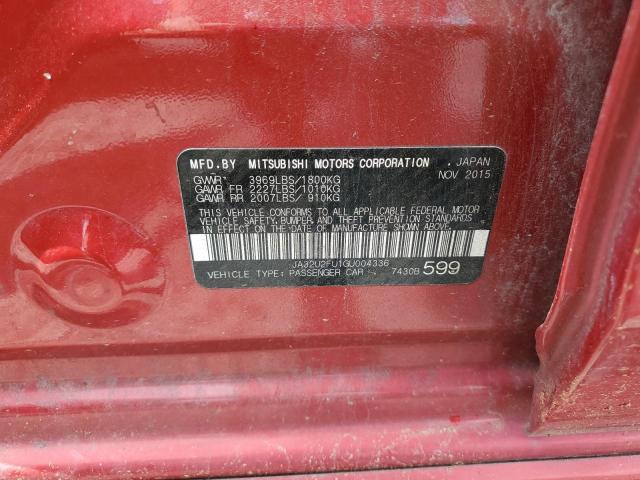 MFD.BY MITSUBISHI MOTORS CORPORATION . JAPAN
NOV 2015
GVWR 3969LBS/1800KG
GAWR FR 2227LBS/1010KG
GAWR RR 2007LBS/ 910KG
THIS VEHICLE CONFORMS TO ALL APPLICABLE FEDERAL MOTOR
VEHICLE SAFETY, BUMPER AND THEFT PREVENTION STANDARDS
IN EFFECT ON THE DATE OF MANUFACTURE SHOWN ABOVE.
JA32U2FU1GU004336
VEHICLE TYPE: PASSENGER CAR 7430B 599